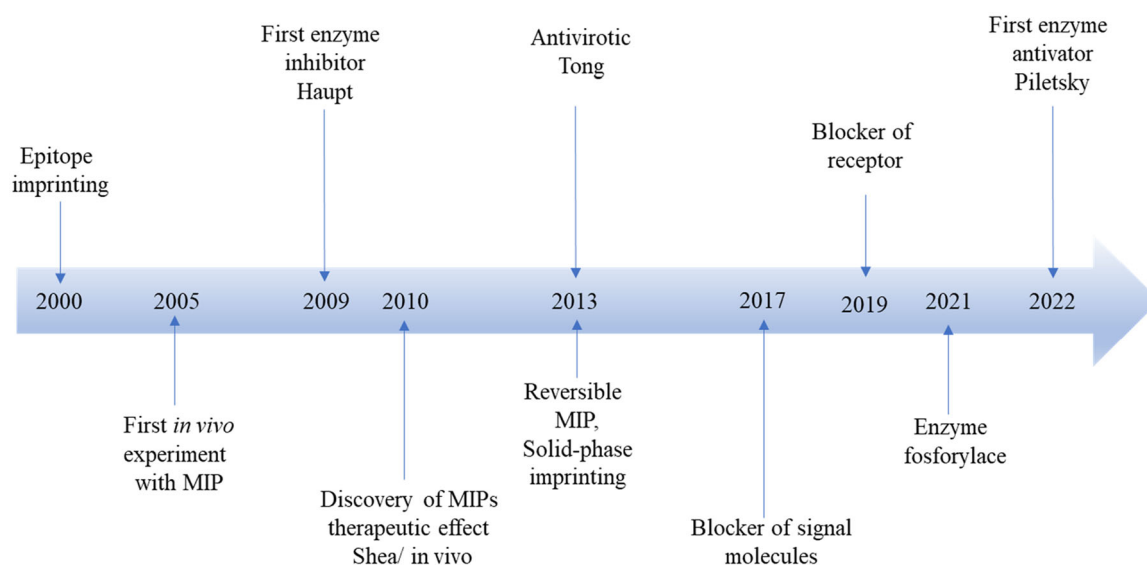 First enzyme
inhibitor
Haupt
Antivirotic
Tong
First enzyme
antivator
Piletsky
Blocker of
receptor
Epitope
imprinting
2000
2005
2009
2010
2013
2017
2019
2021
2022
First in vivo
experiment
with MIP
Discovery of MIPs
therapeutic effect
Shea/ in vivo
Reversible
MIP,
Solid-phase
imprinting
Blocker of signal
molecules
Enzyme
fosforylace